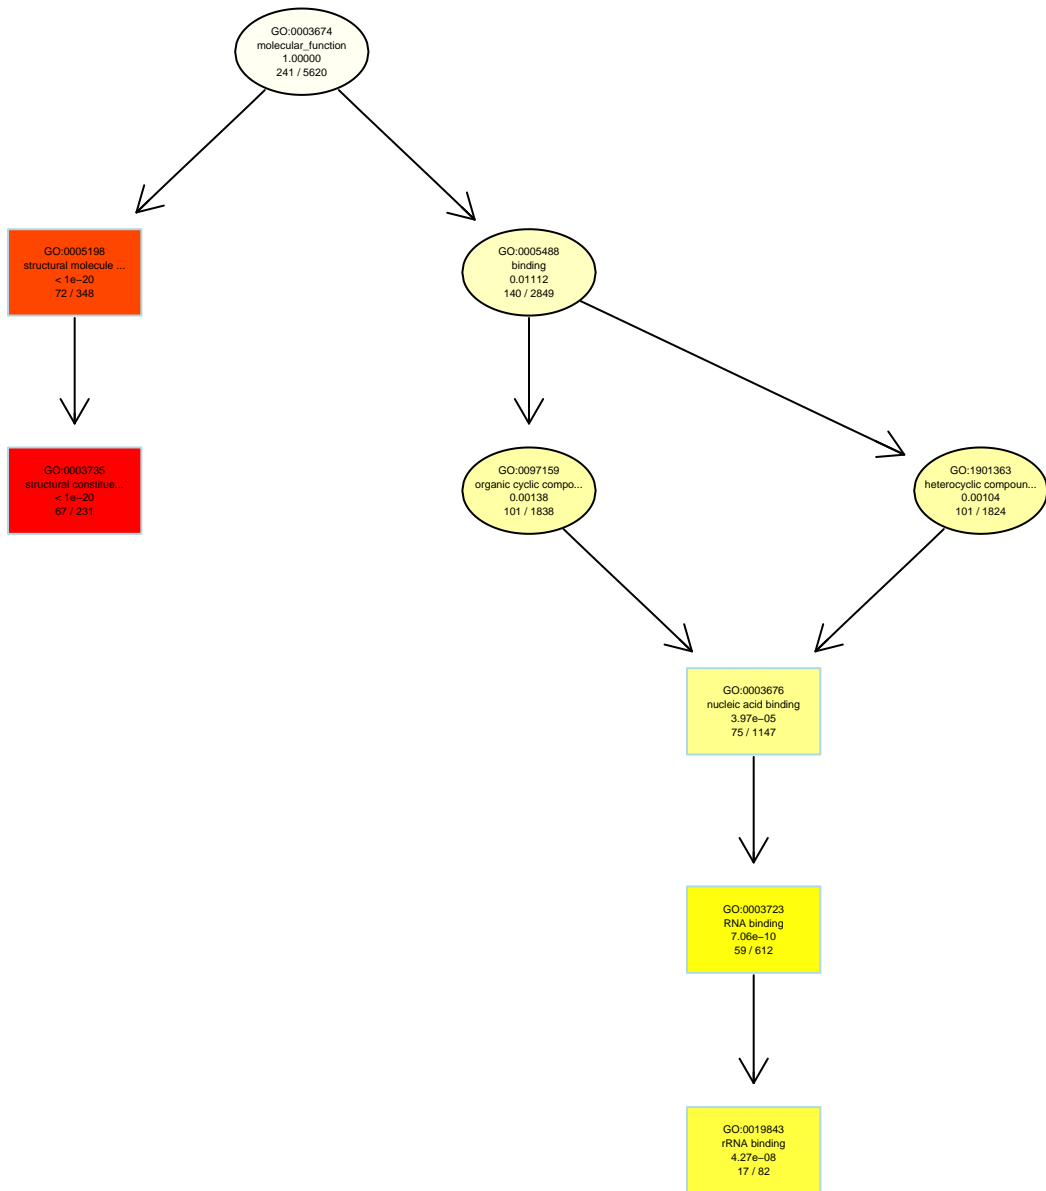 GO:0003674
molecular_function
1.00000
241 / 5620
GO:0005198
structural molecule ...
< 1e−20
72 / 348
GO:0005488
binding
0.01112
140 / 2849
GO:0003735
structural constitue...
< 1e−20
67 / 231
GO:0097159
organic cyclic compo...
0.00138
101 / 1838
GO:1901363
heterocyclic compoun...
0.00104
101 / 1824
GO:0003676
nucleic acid binding
3.97e−05
75 / 1147
GO:0003723
RNA binding
7.06e−10
59 / 612
GO:0019843
rRNA binding
4.27e−08
17 / 82